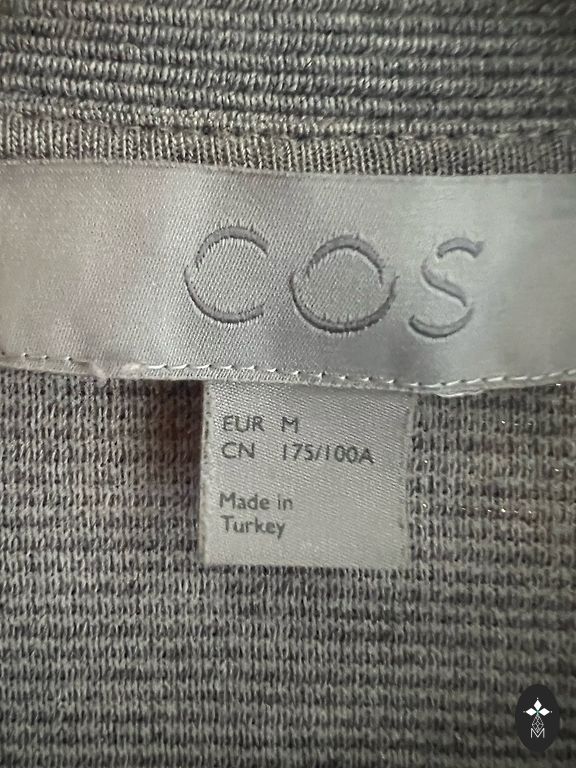 COS
EUR M
CN 175/100A
Made in
Turkey
M